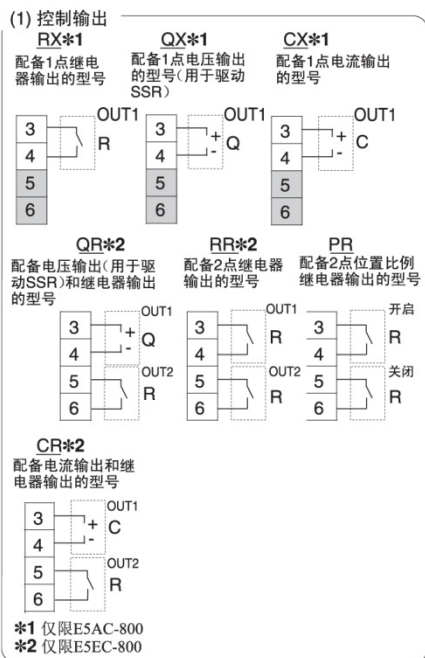 (1) 控制输出
RX✱1
配备1点继电
器输出的型号
OUT1
3
4
5
6
R
QX✱1
配备1点电压输出
的型号(用于驱动
SSR)
OUT1
3
4
5
6
+
-
Q
CX✱1
配备1点电流输出
的型号
OUT1
3
4
5
6
+
-
C
QR✱2
配备电压输出(用于驱
动SSR)和继电器输出
的型号
OUT1
3
4
+
-
Q
OUT2
5
6
R
RR✱2
配备2点继电器
输出的型号
OUT1
3
4
R
OUT2
5
6
R
PR
配备2点位置比例
继电器输出的型号
开启
3
4
R
关闭
5
6
R
CR✱2
配备电流输出和继
电器输出的型号
OUT1
3
4
+
-
C
OUT2
5
6
R
✱1 仅限E5AC-800
✱2 仅限E5EC-800